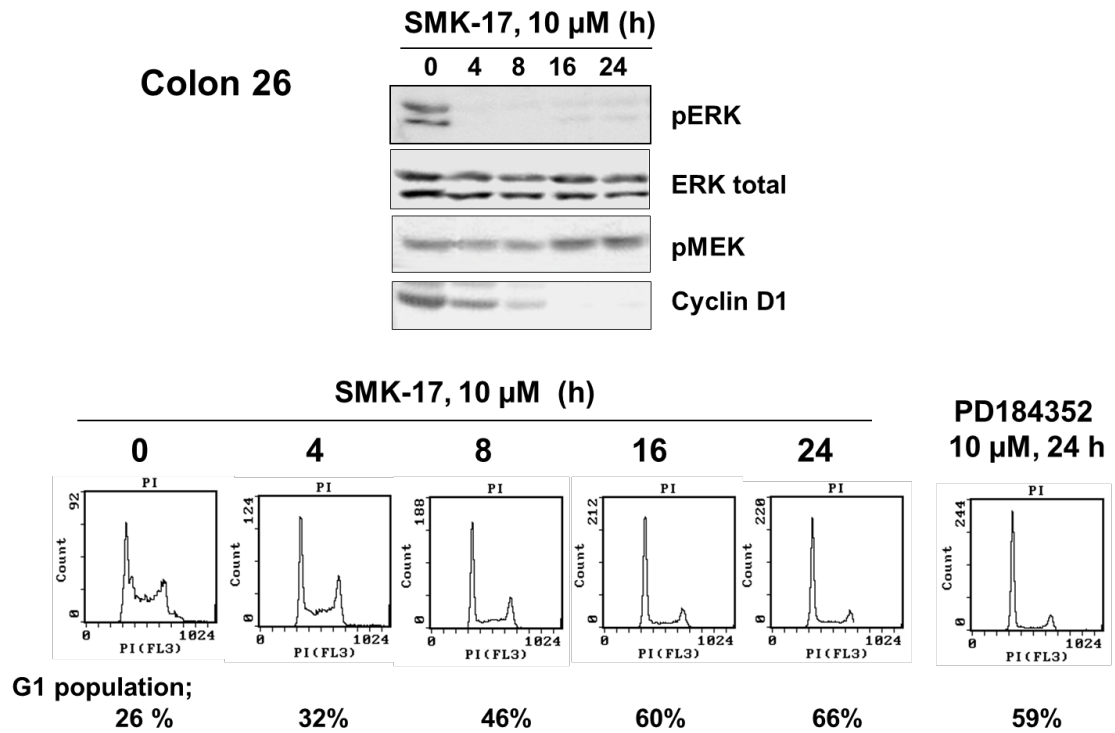 SMK-17, 10 µM (h)
0 4 8 16 24
Colon 26
pERK
ERK total
pMEK
Cyclin D1
SMK-17, 10 µM (h)
0 4 8 16 24
PD184352
10 µM, 24 h
PI
92
Count
0
0 1024
PI(FL3)
PI
124
Count
0
0 1024
PI(FL3)
PI
188
Count
0
0 1024
PI(FL3)
PI
212
Count
0
0 1024
PI(FL3)
PI
220
Count
0
0 1024
PI(FL3)
PI
244
Count
0
0 1024
PI(FL3)
G1 population;
26 % 32% 46% 60% 66% 59%